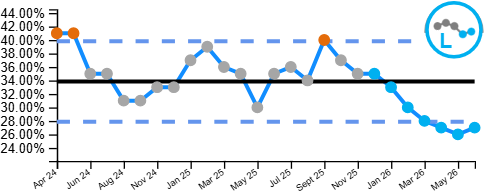 44.00%
42.00%
40.00%
38.00%
36.00%
34.00%
32.00%
30.00%
28.00%
26.00%
24.00%
L
Apr 24
Jun 24
Aug 24
Nov 24
Jan 25
Mar 25
May 25
Jul 25
Sept 25
Nov 25
Jan 26
Mar 26
May 26